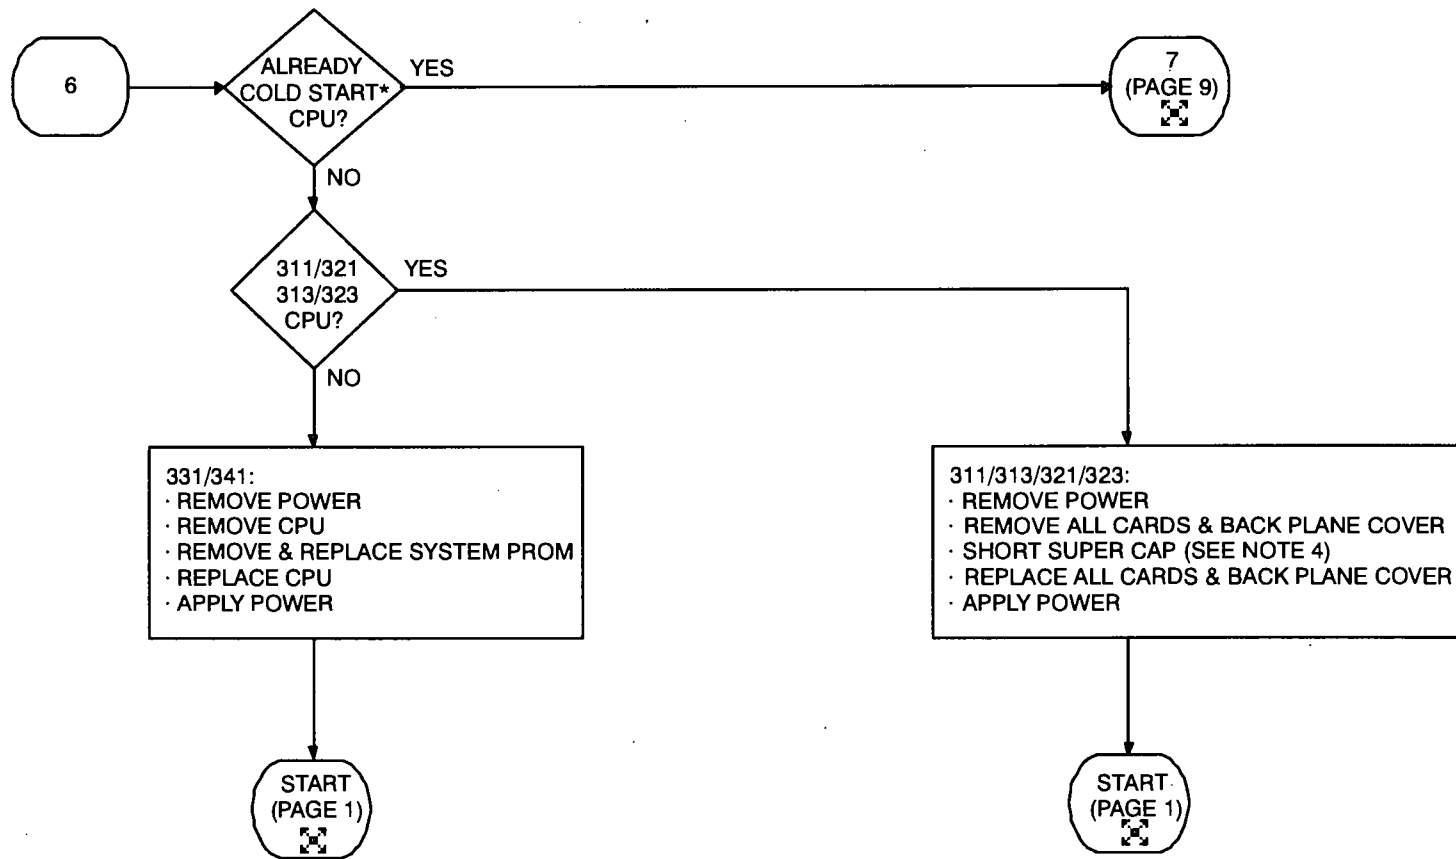 6
ALREADY
COLD START*
CPU?
YES
7
(PAGE 9)
NO
311/321
313/323
CPU?
YES
NO
331/341:
· REMOVE POWER
· REMOVE CPU
· REMOVE & REPLACE SYSTEM PROM
· REPLACE CPU
· APPLY POWER
311/313/321/323:
· REMOVE POWER
· REMOVE ALL CARDS & BACK PLANE COVER
· SHORT SUPER CAP (SEE NOTE 4)
· REPLACE ALL CARDS & BACK PLANE COVER
· APPLY POWER
START
(PAGE 1)
START
(PAGE 1)